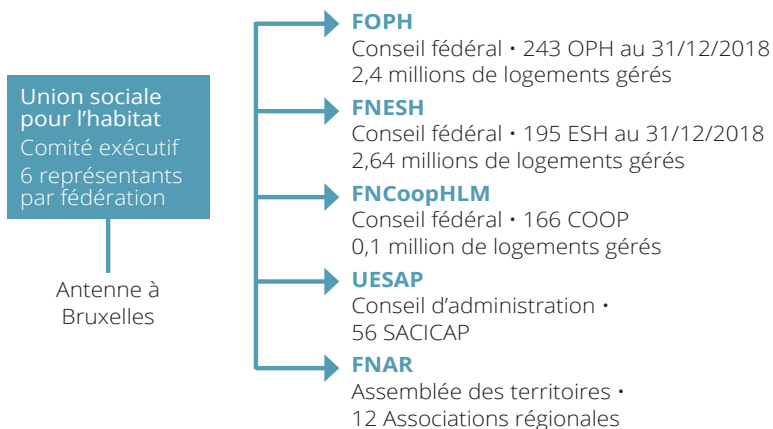 Union sociale
pour l’habitat
Comité exécutif
6 représentants
par fédération
Antenne à
Bruxelles
FOPH
Conseil fédéral • 243 OPH au 31/12/2018
2,4 millions de logements gérés
FNESH
Conseil fédéral • 195 ESH au 31/12/2018
2,64 millions de logements gérés
FNCoopHLM
Conseil fédéral • 166 COOP
0,1 million de logements gérés
UESAP
Conseil d’administration •
56 SACICAP
FNAR
Assemblée des territoires •
12 Associations régionales